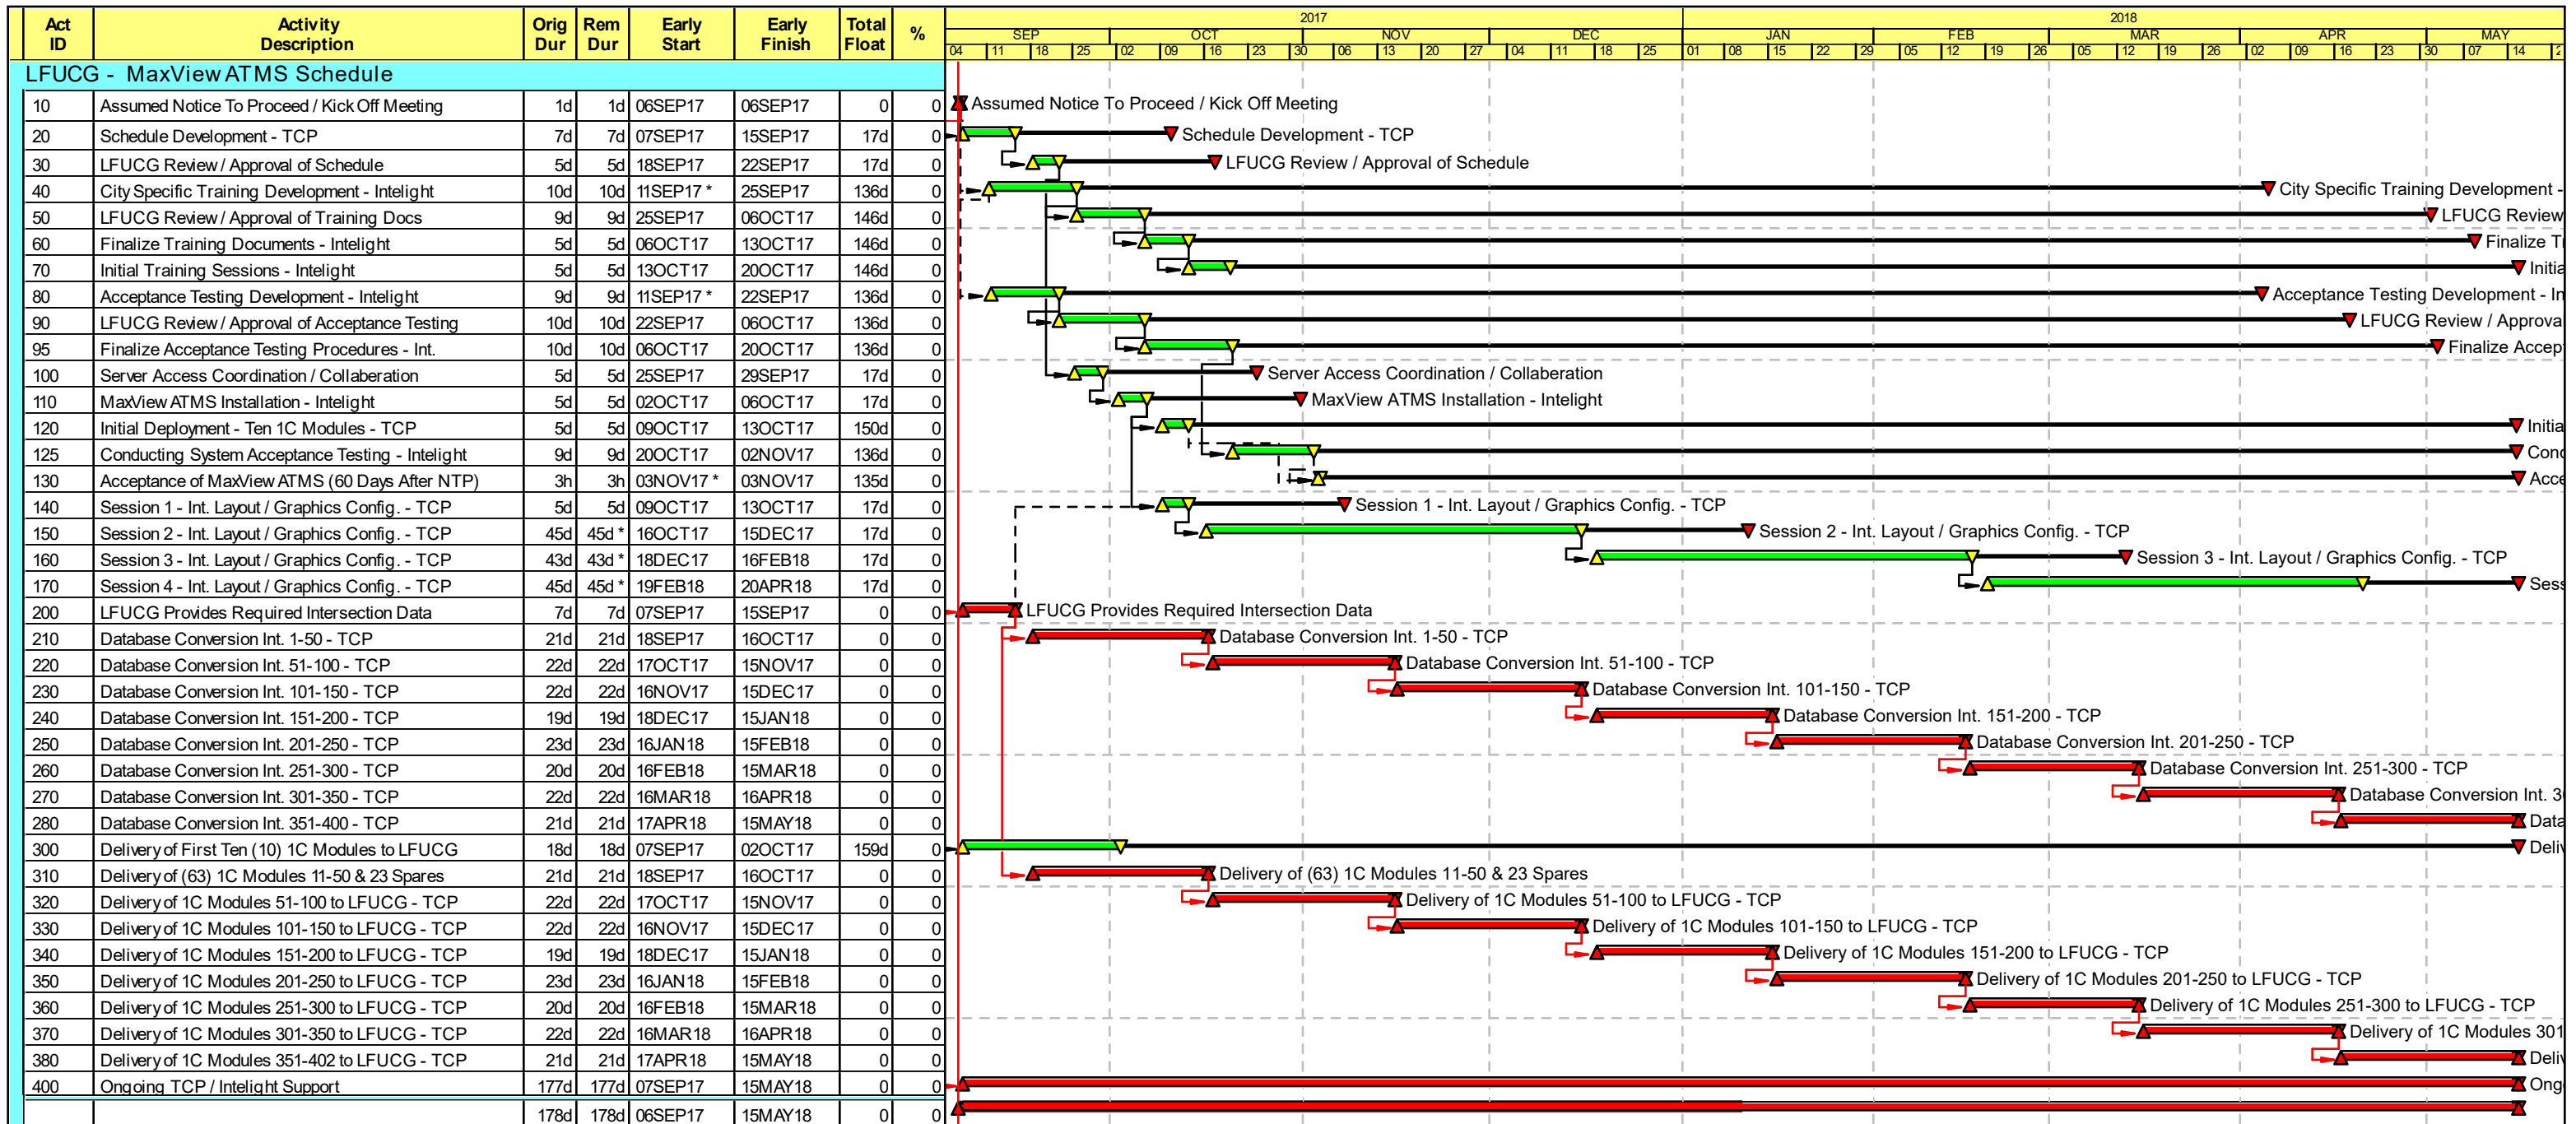 Act ID Activity Description Orig Dur Rem Dur Early Start Early Finish Total Float %
2017 2018
SEP OCT NOV DEC JAN FEB MAR APR MAY
04 11 18 25 02 09 16 23 30 06 13 20 27 04 11 18 25 01 08 15 22 29 05 12 19 26 05 12 19 26 02 09 16 23 30 07 14 2
LFUCG - MaxView ATMS Schedule
10 Assumed Notice To Proceed / Kick Off Meeting 1d 1d 06SEP17 06SEP17 0 0 Assumed Notice To Proceed / Kick Off Meeting
20 Schedule Development - TCP 7d 7d 07SEP17 15SEP17 17d 0 Schedule Development - TCP
30 LFUCG Review / Approval of Schedule 5d 5d 18SEP17 22SEP17 17d 0 LFUCG Review / Approval of Schedule
40 City Specific Training Development - Intelight 10d 10d 11SEP17 * 25SEP17 136d 0 City Specific Training Development -
50 LFUCG Review / Approval of Training Docs 9d 9d 25SEP17 06OCT17 146d 0 LFUCG Review
60 Finalize Training Documents - Intelight 5d 5d 06OCT17 13OCT17 146d 0 Finalize T
70 Initial Training Sessions - Intelight 5d 5d 13OCT17 20OCT17 146d 0 Initia
80 Acceptance Testing Development - Intelight 9d 9d 11SEP17 * 22SEP17 136d 0 Acceptance Testing Development - In
90 LFUCG Review / Approval of Acceptance Testing 10d 10d 22SEP17 06OCT17 136d 0 LFUCG Review / Approva
95 Finalize Acceptance Testing Procedures - Int. 10d 10d 06OCT17 20OCT17 136d 0 Finalize Accep
100 Server Access Coordination / Collaberation 5d 5d 25SEP17 29SEP17 17d 0 Server Access Coordination / Collaberation
110 MaxView ATMS Installation - Intelight 5d 5d 02OCT17 06OCT17 17d 0 MaxView ATMS Installation - Intelight
120 Initial Deployment - Ten 1C Modules - TCP 5d 5d 09OCT17 13OCT17 150d 0 Initia
125 Conducting System Acceptance Testing - Intelight 9d 9d 20OCT17 02NOV17 136d 0 Cond
130 Acceptance of MaxView ATMS (60 Days After NTP) 3h 3h 03NOV17 * 03NOV17 135d 0 Acce
140 Session 1 - Int. Layout / Graphics Config. - TCP 5d 5d 09OCT17 13OCT17 17d 0 Session 1 - Int. Layout / Graphics Config. - TCP
150 Session 2 - Int. Layout / Graphics Config. - TCP 45d 45d * 16OCT17 15DEC17 17d 0 Session 2 - Int. Layout / Graphics Config. - TCP
160 Session 3 - Int. Layout / Graphics Config. - TCP 43d 43d * 18DEC17 16FEB18 17d 0 Session 3 - Int. Layout / Graphics Config. - TCP
170 Session 4 - Int. Layout / Graphics Config. - TCP 45d 45d * 19FEB18 20APR18 17d 0 Sess
200 LFUCG Provides Required Intersection Data 7d 7d 07SEP17 15SEP17 0 0 LFUCG Provides Required Intersection Data
210 Database Conversion Int. 1-50 - TCP 21d 21d 18SEP17 16OCT17 0 0 Database Conversion Int. 1-50 - TCP
220 Database Conversion Int. 51-100 - TCP 22d 22d 17OCT17 15NOV17 0 0 Database Conversion Int. 51-100 - TCP
230 Database Conversion Int. 101-150 - TCP 22d 22d 16NOV17 15DEC17 0 0 Database Conversion Int. 101-150 - TCP
240 Database Conversion Int. 151-200 - TCP 19d 19d 18DEC17 15JAN18 0 0 Database Conversion Int. 151-200 - TCP
250 Database Conversion Int. 201-250 - TCP 23d 23d 16JAN18 15FEB18 0 0 Database Conversion Int. 201-250 - TCP
260 Database Conversion Int. 251-300 - TCP 20d 20d 16FEB18 15MAR18 0 0 Database Conversion Int. 251-300 - TCP
270 Database Conversion Int. 301-350 - TCP 22d 22d 16MAR18 16APR18 0 0 Database Conversion Int. 3
280 Database Conversion Int. 351-400 - TCP 21d 21d 17APR18 15MAY18 0 0 Data
300 Delivery of First Ten (10) 1C Modules to LFUCG 18d 18d 07SEP17 02OCT17 159d 0 Deliv
310 Delivery of (63) 1C Modules 11-50 & 23 Spares 21d 21d 18SEP17 16OCT17 0 0 Delivery of (63) 1C Modules 11-50 & 23 Spares
320 Delivery of 1C Modules 51-100 to LFUCG - TCP 22d 22d 17OCT17 15NOV17 0 0 Delivery of 1C Modules 51-100 to LFUCG - TCP
330 Delivery of 1C Modules 101-150 to LFUCG - TCP 22d 22d 16NOV17 15DEC17 0 0 Delivery of 1C Modules 101-150 to LFUCG - TCP
340 Delivery of 1C Modules 151-200 to LFUCG - TCP 19d 19d 18DEC17 15JAN18 0 0 Delivery of 1C Modules 151-200 to LFUCG - TCP
350 Delivery of 1C Modules 201-250 to LFUCG - TCP 23d 23d 16JAN18 15FEB18 0 0 Delivery of 1C Modules 201-250 to LFUCG - TCP
360 Delivery of 1C Modules 251-300 to LFUCG - TCP 20d 20d 16FEB18 15MAR18 0 0 Delivery of 1C Modules 251-300 to LFUCG - TCP
370 Delivery of 1C Modules 301-350 to LFUCG - TCP 22d 22d 16MAR18 16APR18 0 0 Delivery of 1C Modules 301
380 Delivery of 1C Modules 351-402 to LFUCG - TCP 21d 21d 17APR18 15MAY18 0 0 Deliv
400 Ongoing TCP / Intelight Support 177d 177d 07SEP17 15MAY18 0 0 Ong
178d 178d 06SEP17 15MAY18 0 0